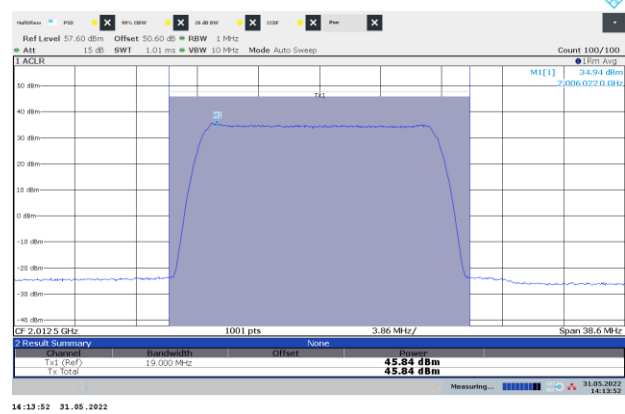 MultiView PSD X 99% OBW X 26 dB BW X CCDF X Pwr X
Ref Level 57.60 dBm Offset 50.60 dB RBW 1 MHz
Att 15 dB SWT 1.01 ms VBW 10 MHz Mode Auto Sweep Count 100/100
1 ACLR 1Rm Avg
M1[1] 34.94 dBm
2.006 022 0 GHz
50 dBm
Tx1
40 dBm
M1
30 dBm
20 dBm
10 dBm
0 dBm
-10 dBm
-20 dBm
-30 dBm
-40 dBm
CF 2.0125 GHz 1001 pts 3.86 MHz/ Span 38.6 MHz
2 Result Summary None
Channel Bandwidth Offset Power
Tx1 (Ref) 19.000 MHz 45.84 dBm
Tx Total 45.84 dBm
Measuring... 31.05.2022
14:13:52
14:13:52 31.05.2022